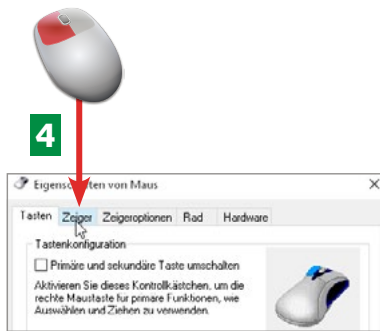 4
Eigenschaften von Maus
Tasten Zeiger Zeigeroptionen Rad Hardware
Tastenkonfiguration
Primäre und sekundäre Taste umschalten
Aktivieren Sie dieses Kontrollkästchen, um die
rechte Maustaste für primäre Funktionen, wie
Auswählen und Ziehen zu verwenden.